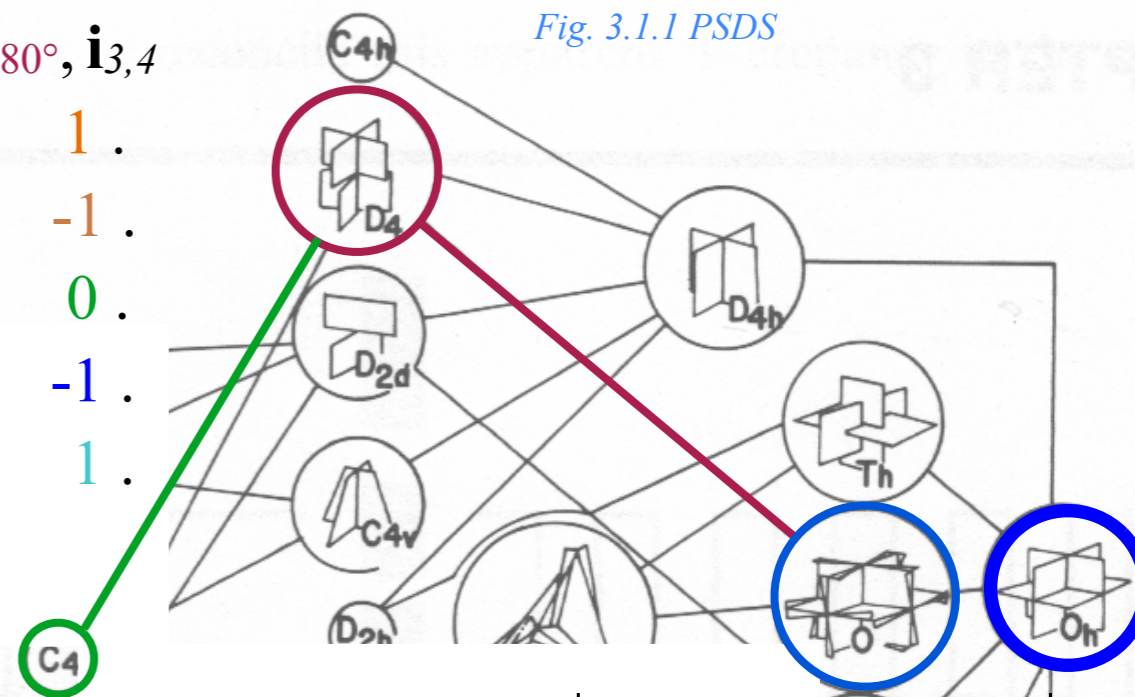 Fig. 3.1.1 PSDS
80°, i3,4
1 .
-1 .
0 .
-1 .
1 .
C4h
D4
D4h
D2d
Th
C4v
D2h
O
Oh
C4